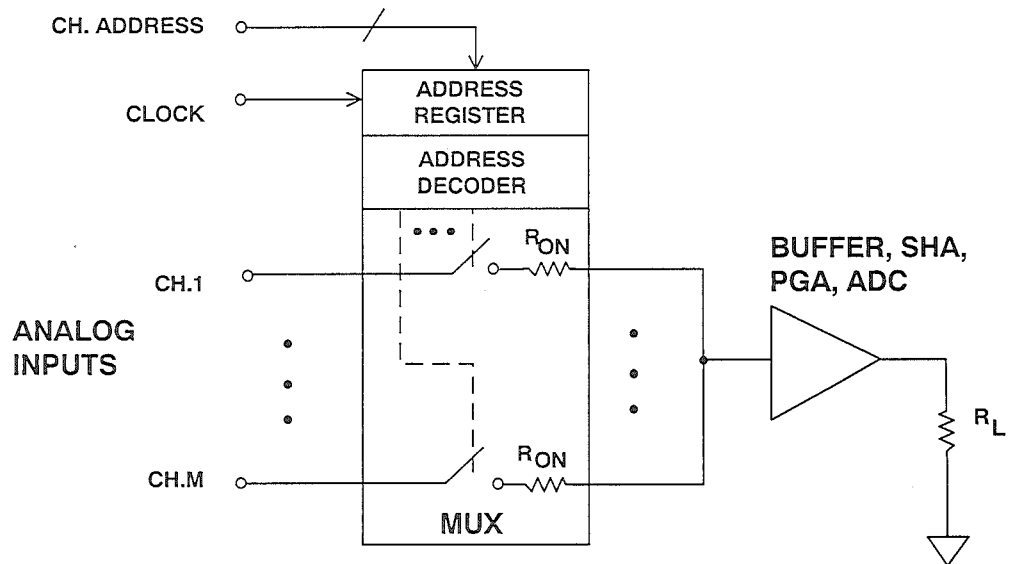 CH. ADDRESS
CLOCK
ADDRESS
REGISTER
ADDRESS
DECODER
RON
CH.1
BUFFER, SHA,
PGA, ADC
ANALOG
INPUTS
RL
RON
CH.M
MUX